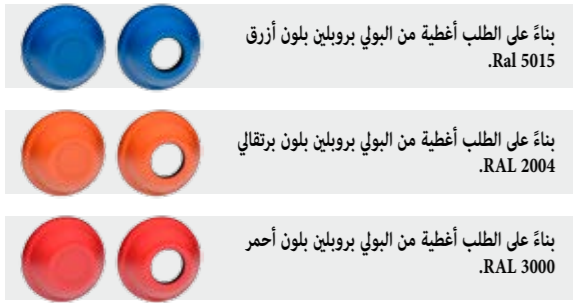 بناءً على الطلب أغطية من البولي بروبلين بلون أزرق
Ral 5015.
بناءً على الطلب أغطية من البولي بروبلين بلون برتقالي
RAL 2004.
بناءً على الطلب أغطية من البولي بروبلين بلون أحمر
RAL 3000.